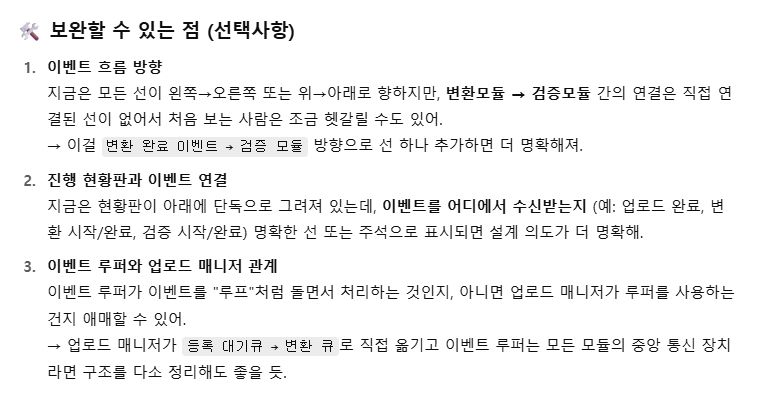 🛠️ 보완할 수 있는 점 (선택사항)
1. 이벤트 흐름 방향
지금은 모든 선이 왼쪽→오른쪽 또는 위→아래로 향하지만, 변환모듈 → 검증모듈 간의 연결은 직접 연
결된 선이 없어서 처음 보는 사람은 조금 헷갈릴 수도 있어.
→ 이걸 변환 완료 이벤트 → 검증 모듈 방향으로 선 하나 추가하면 더 명확해져.
2. 진행 현황판과 이벤트 연결
지금은 현황판이 아래에 단독으로 그려져 있는데, 이벤트를 어디에서 수신받는지 (예: 업로드 완료, 변
환 시작/완료, 검증 시작/완료) 명확한 선 또는 주석으로 표시되면 설계 의도가 더 명확해.
3. 이벤트 루퍼와 업로드 매니저 관계
이벤트 루퍼가 이벤트를 "루프"처럼 돌면서 처리하는 것인지, 아니면 업로드 매니저가 루퍼를 사용하는
건지 애매할 수 있어.
→ 업로드 매니저가 등록 대기큐 → 변환 큐로 직접 옮기고 이벤트 루퍼는 모든 모듈의 중앙 통신 장치
라면 구조를 다소 정리해도 좋을 듯.